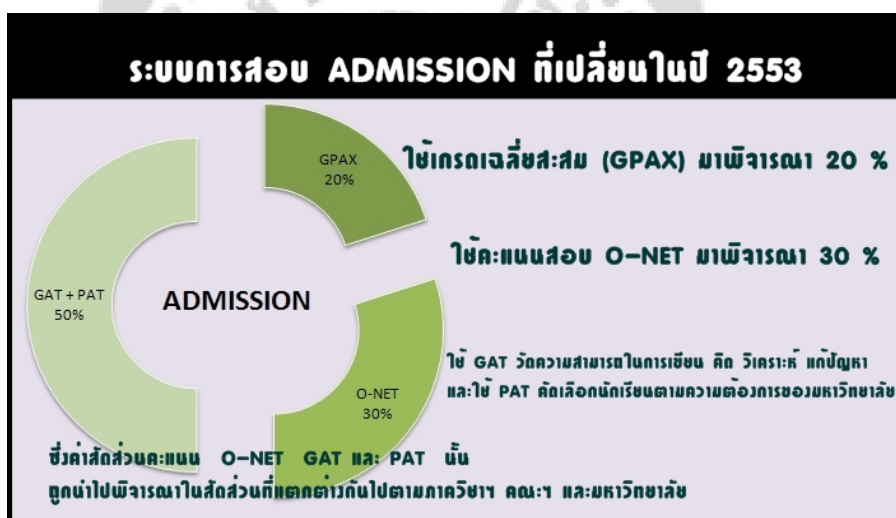 ระบบการสอบ ADMISSION ที่เปลี่ยนในปี 2553
GPAX
20%
ใช้เกรดเฉลี่ยสะสม (GPAX) มาพิจารณา 20 %
ใช้คะแนนสอบ O-NET มาพิจารณา 30 %
GAT + PAT
50%
ADMISSION
O-NET
30%
ใช้ GAT วัดความสามารถในการเขียน คิด วิเคราะห์ แก้ปัญหา
และใช้ PAT คัดเลือกนักเรียนตามความต้องการของมหาวิทยาลัย
ซึ่งค่าสัดส่วนคะแนน O-NET GAT และ PAT นั้น
ถูกนำไปพิจารณาในสัดส่วนที่แตกต่างกันไปตามภาควิชาฯ คณะฯ และมหาวิทยาลัย